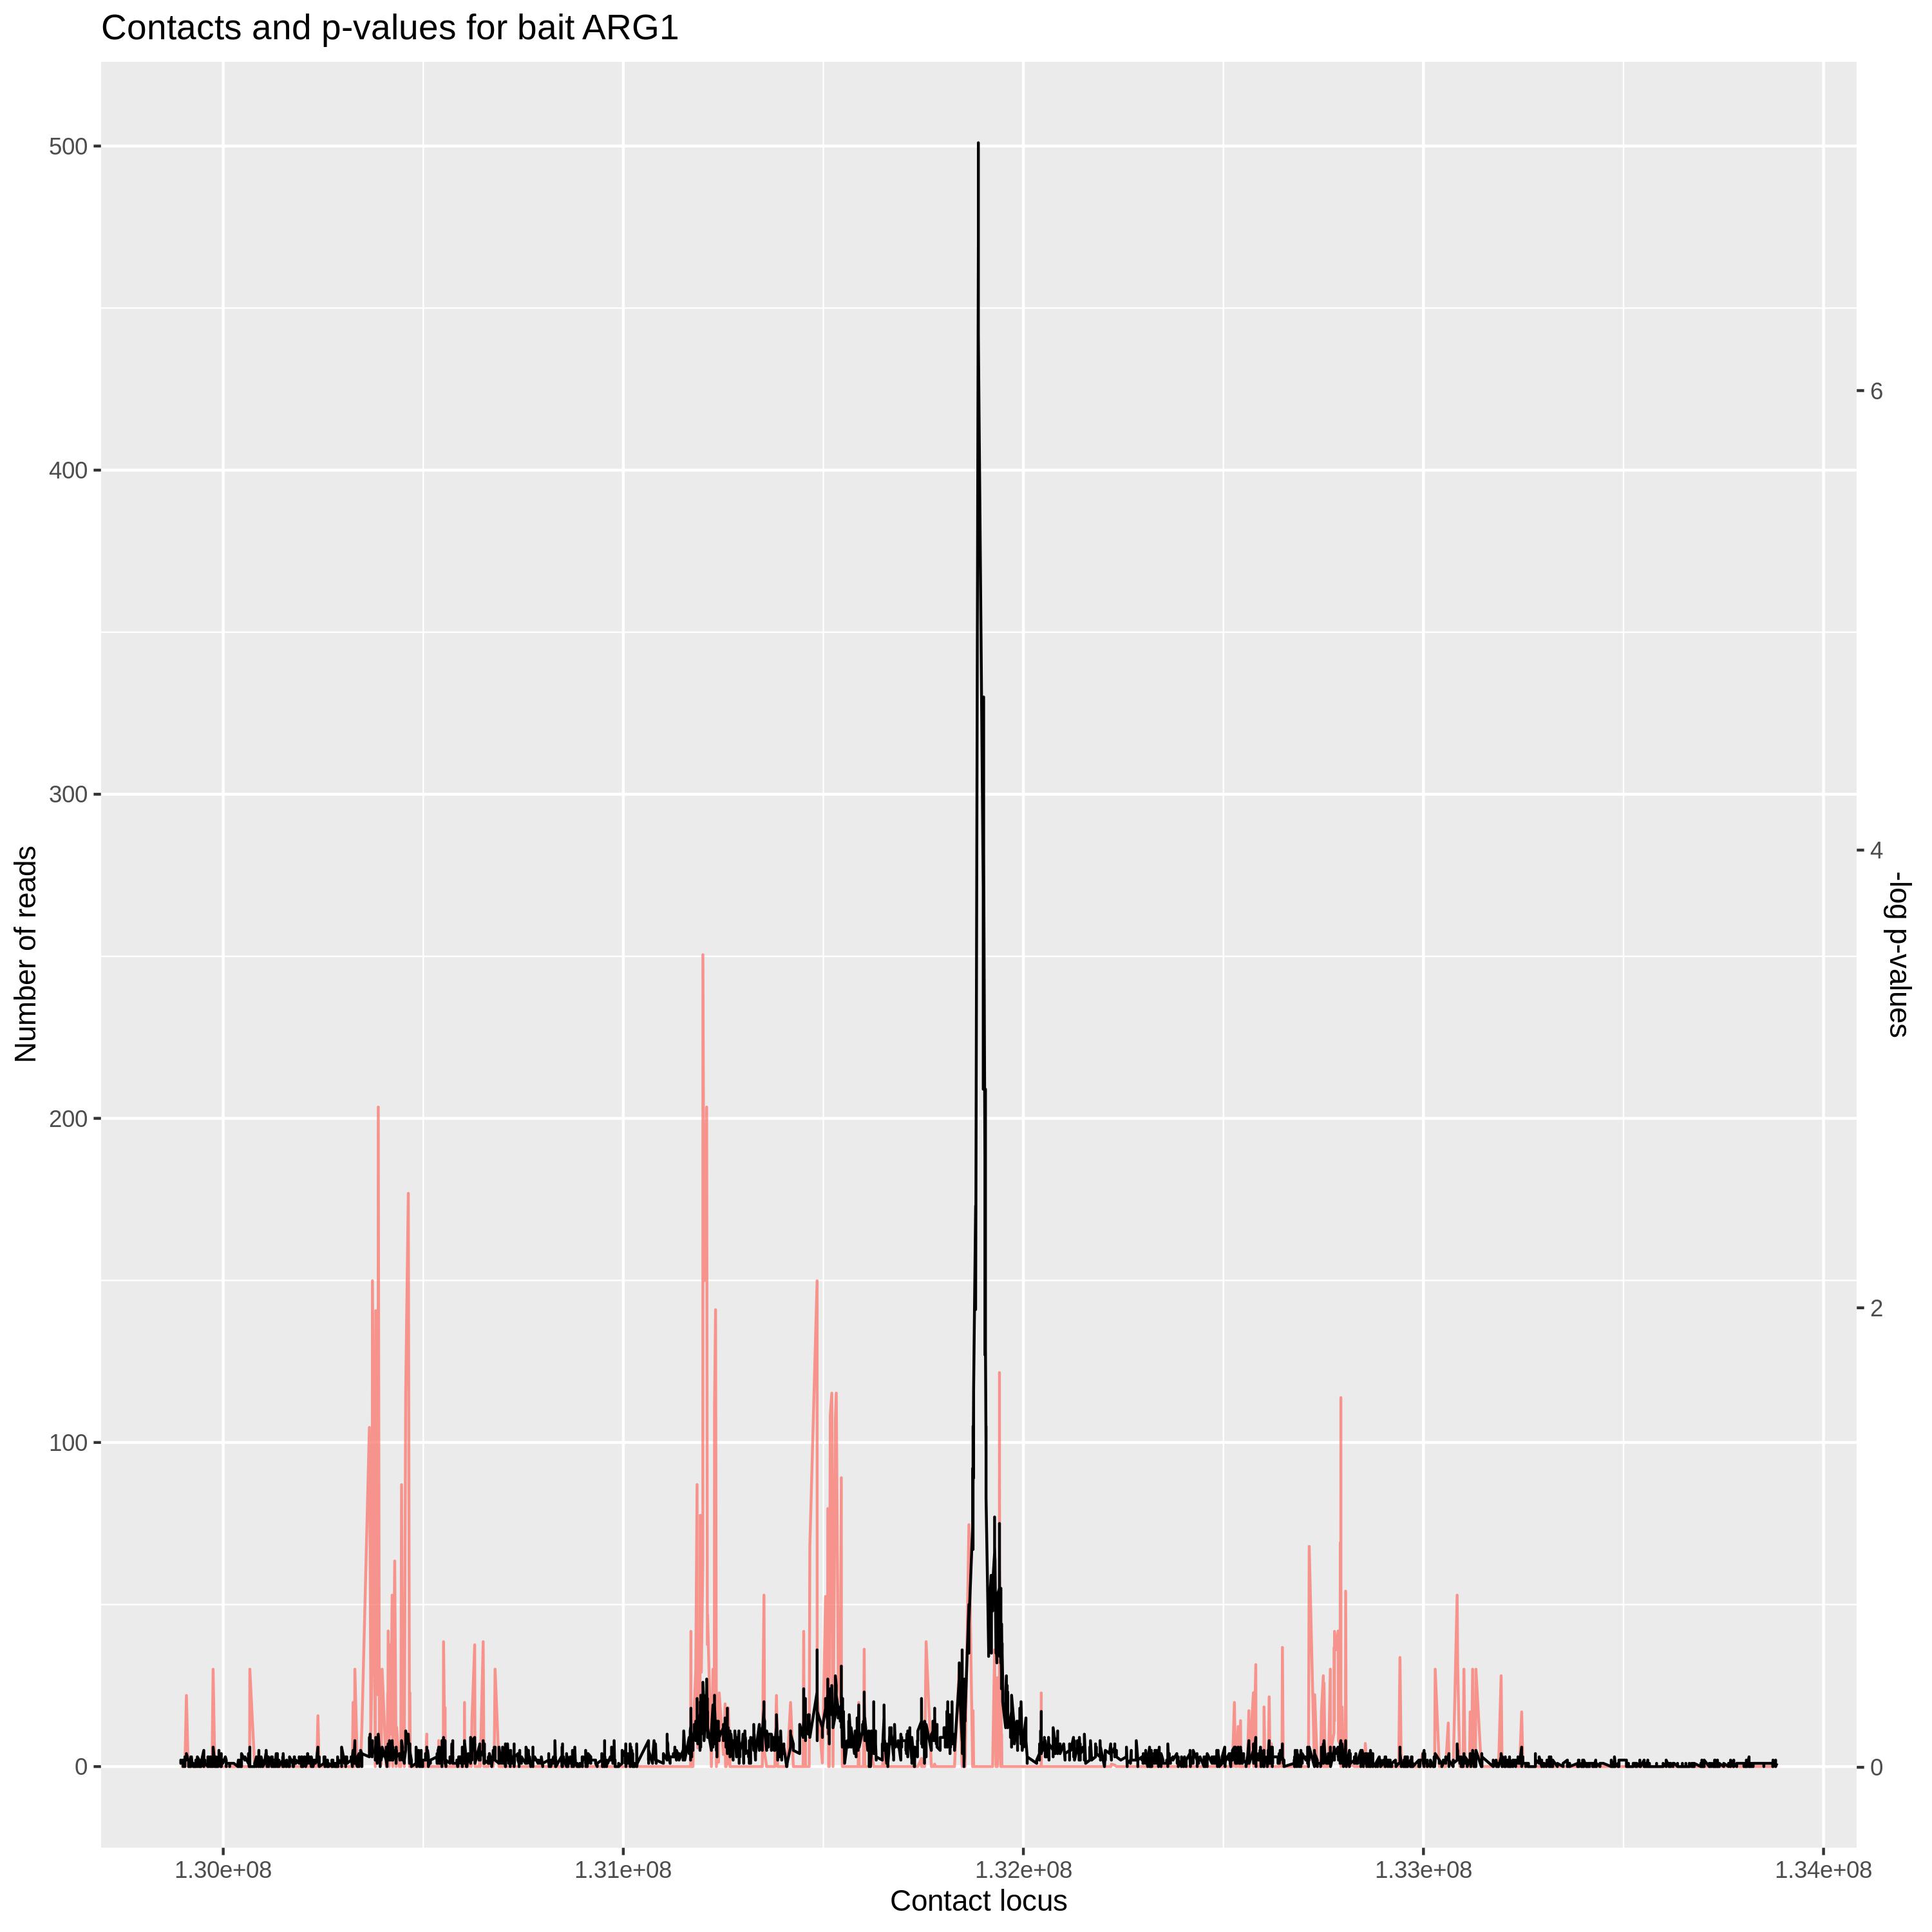 Contacts and p-values for bait ARG1
500
400
300
200
100
0
Number of reads
6
4
2
0
-log p-values
1.30e+08
1.31e+08
1.32e+08
1.33e+08
1.34e+08
Contact locus